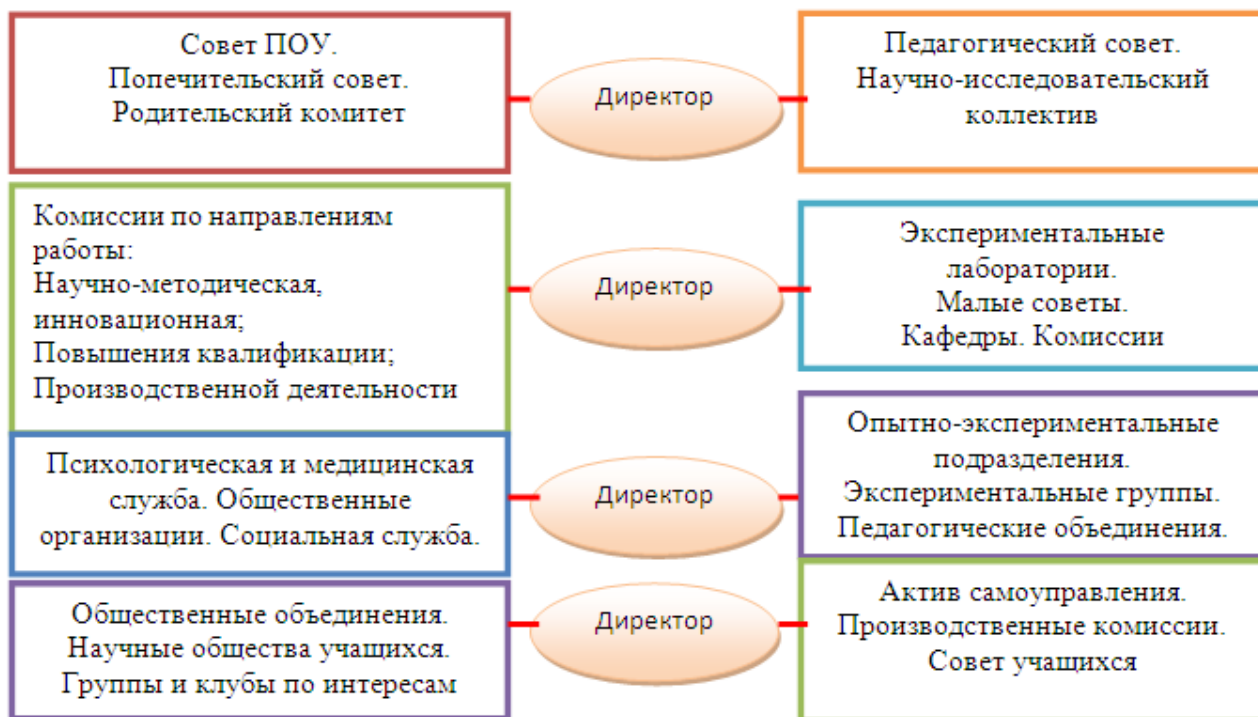 Совет ПОУ.
Попечительский совет.
Родительский комитет
Директор
Педагогический совет.
Научно-исследовательский
коллектив
Комиссии по направлениям
работы:
Научно-методическая,
инновационная;
Повышения квалификации;
Производственной деятельности
Директор
Экспериментальные
лаборатории.
Малые советы.
Кафедры. Комиссии
Психологическая и медицинская
служба. Общественные
организации. Социальная служба.
Директор
Опытно-экспериментальные
подразделения.
Экспериментальные группы.
Педагогические объединения.
Общественные объединения.
Научные общества учащихся.
Группы и клубы по интересам
Директор
Актив самоуправления.
Производственные комиссии.
Совет учащихся